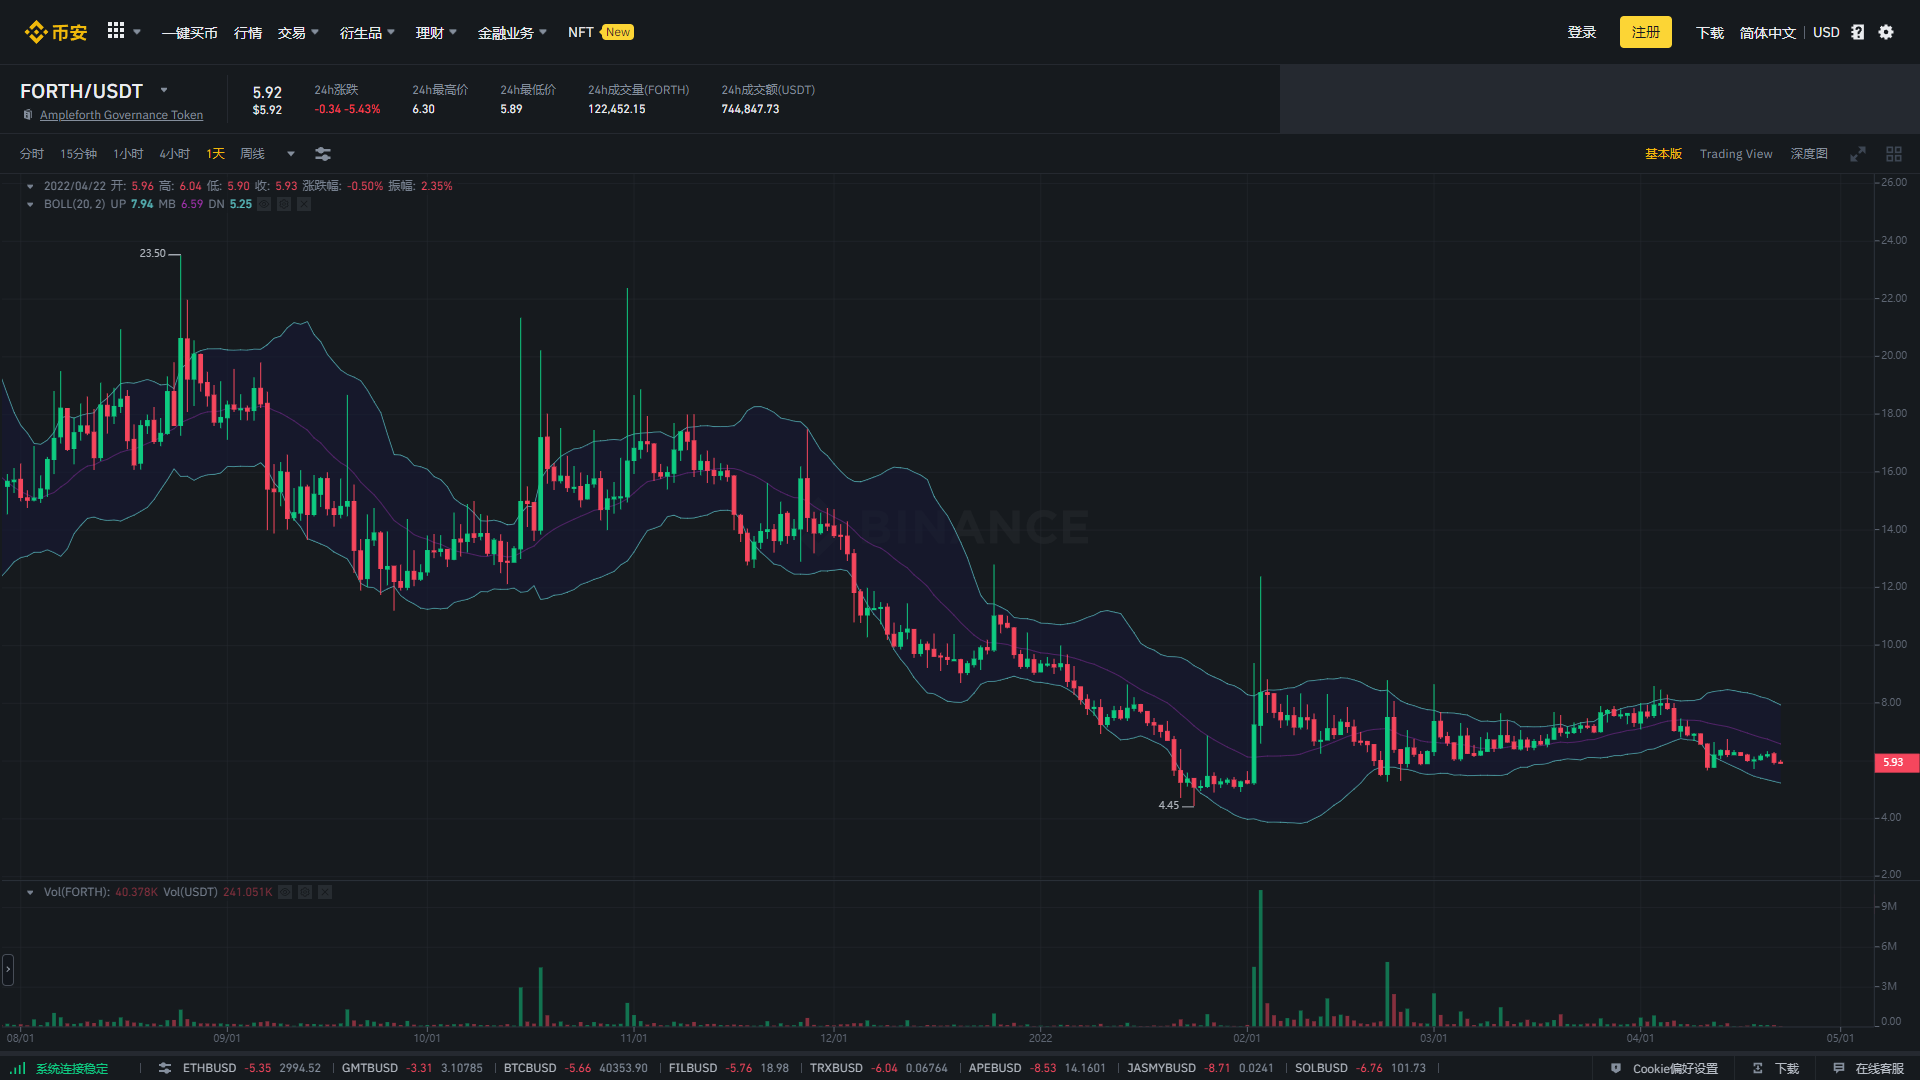 币安 一键买币 行情 交易 衍生品 理财 金融业务 NFT New 登录 注册 下载 简体中文 USD
FORTH/USDT
Ampleforth Governance Token
5.92
$5.92
24h涨跌
-0.34 -5.43%
24h最高价
6.30
24h最低价
5.89
24h成交量(FORTH)
122,452.15
24h成交额(USDT)
744,847.73
分时 15分钟 1小时 4小时 1天 周线 基本版 Trading View 深度图
2022/04/22 开: 5.96 高: 6.04 低: 5.90 收: 5.93 涨跌幅: -0.50% 振幅: 2.35%
BOLL(20, 2) UP 7.94 MB 6.59 DN 5.25
26.00
24.00
23.50
22.00
20.00
18.00
16.00
14.00
BINANCE
12.00
10.00
8.00
5.93
4.45
4.00
2.00
Vol(FORTH): 40.378K Vol(USDT) 241.051K
9M
6M
3M
0.00
08/01 09/01 10/01 11/01 12/01 2022 02/01 03/01 04/01 05/01
系统连接稳定 ETHBUSD -5.35 2994.52 GMTBUSD -3.31 3.10785 BTCBUSD -5.66 40353.90 FILBUSD -5.76 18.98 TRXBUSD -6.04 0.06764 APEBUSD -8.53 14.1601 JASMYBUSD -8.71 0.0241 SOLBUSD -6.76 101.73 Cookie偏好设置 下载 在线客服